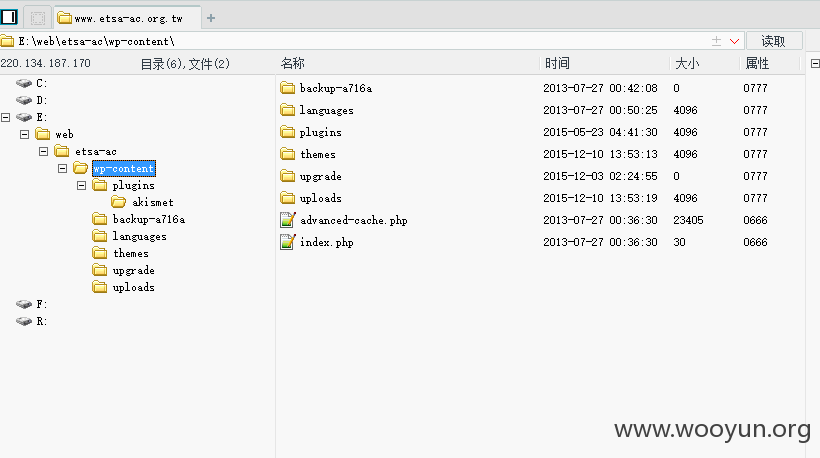 www.etsa-ac.org.tw
E:\web\etsa-ac\wp-content\ 读取
220.134.187.170 目录(6),文件(2) 名称 时间 大小 属性
C:
D:
E:
web
etsa-ac
wp-content
plugins
akismet
backup-a716a
languages
themes
upgrade
uploads
F:
R:
backup-a716a 2013-07-27 00:42:08 0 0777
languages 2013-07-27 00:50:25 4096 0777
plugins 2015-05-23 04:41:30 4096 0777
themes 2015-12-10 13:53:13 4096 0777
upgrade 2015-12-03 02:24:55 0 0777
uploads 2015-12-10 13:53:19 4096 0777
advanced-cache.php 2013-07-27 00:36:30 23405 0666
index.php 2013-07-27 00:36:30 30 0666
www.wooyun.org